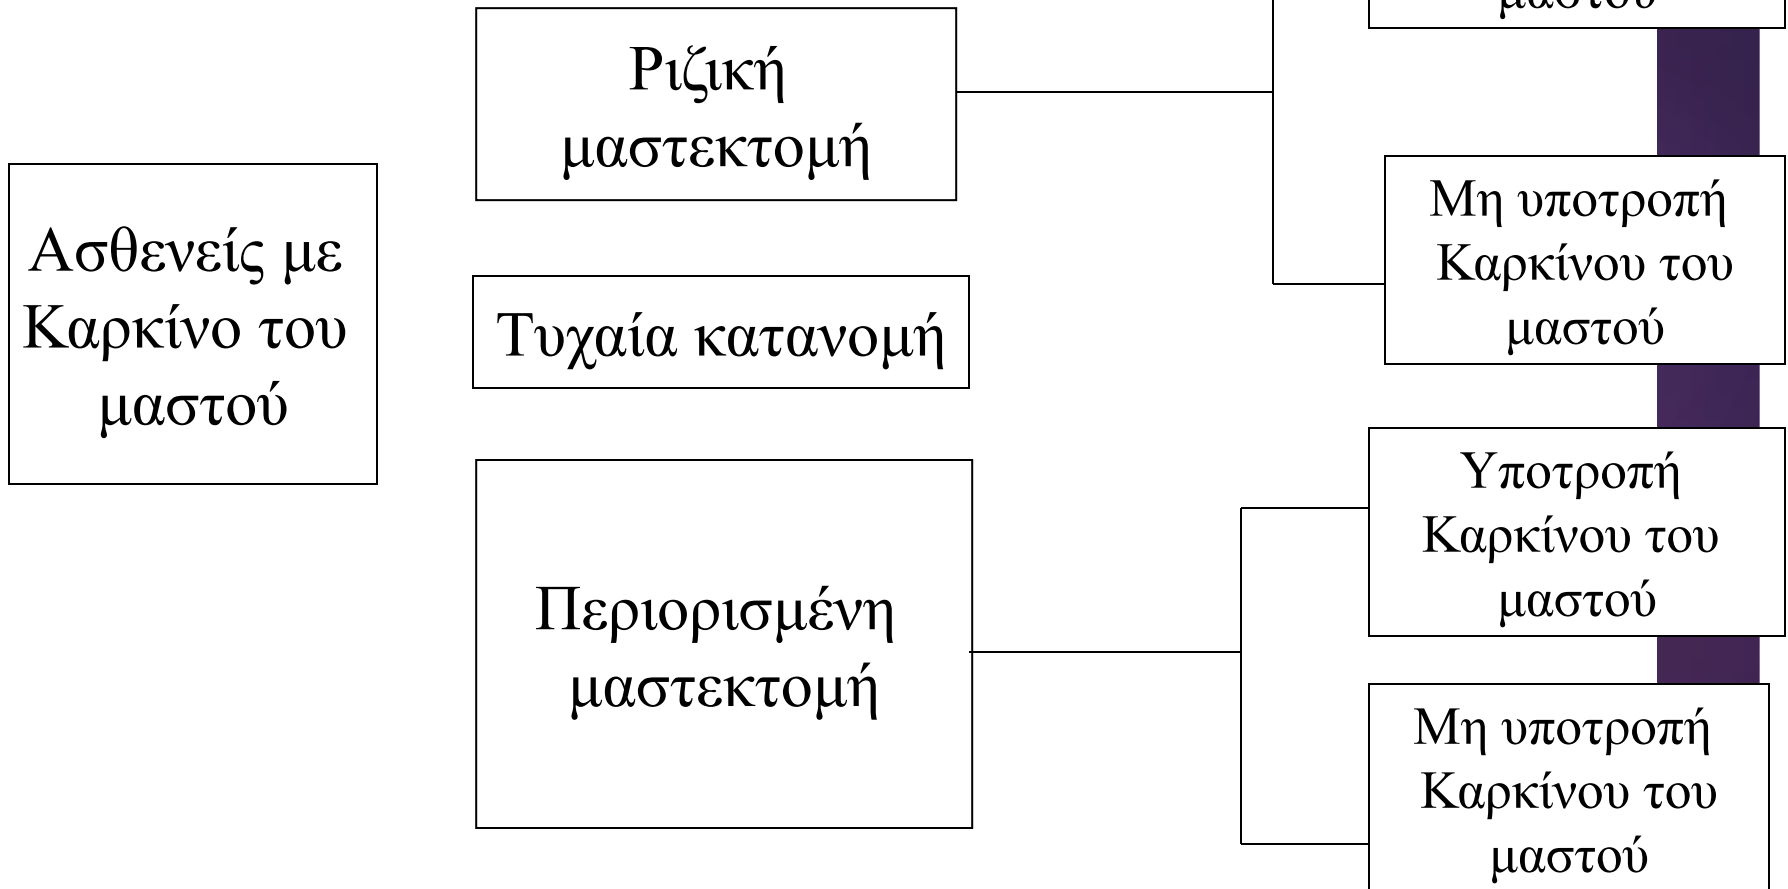 μαστού
Ριζική
μαστεκτομή
Ασθενείς με
Καρκίνο του
μαστού
Τυχαία κατανομή
Περιορισμένη
μαστεκτομή
Μη υποτροπή
Καρκίνου του
μαστού
Υποτροπή
Καρκίνου του
μαστού
Μη υποτροπή
Καρκίνου του
μαστού